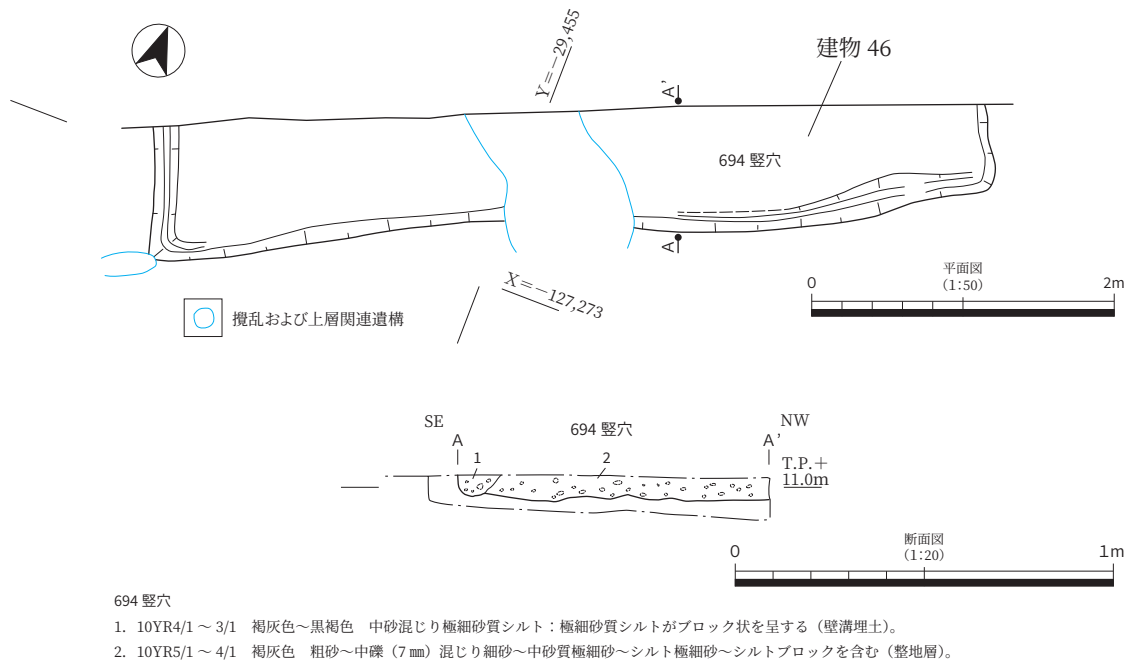 Y＝－29,455
A’
建物 46
694 竪穴
A
X＝－127,273
平面図
（1：50）
0
2m
攪乱および上層関連遺構
SE
NW
694 竪穴
A
A’
1
2
T.P.＋
11.0m
断面図
（1：20）
0
1m
694 竪穴
1．10YR4/1 ～ 3/1　褐灰色～黒褐色　中砂混じり極細砂質シルト：極細砂質シルトがブロック状を呈する（壁溝埋土）。
2．10YR5/1 ～ 4/1　褐灰色　粗砂～中礫（7 ㎜）混じり細砂～中砂質極細砂～シルト極細砂～シルトブロックを含む（整地層）。